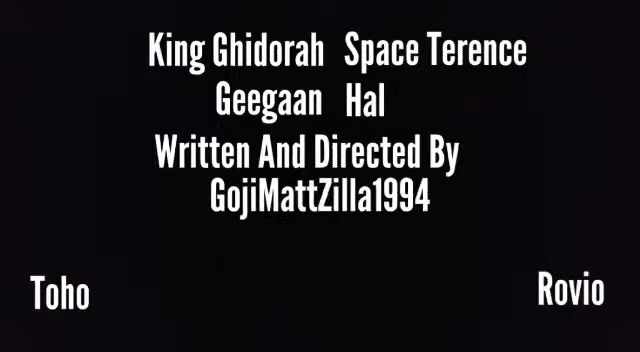 King Ghidorah Space Terence
Geegaan Hal
Written And Directed By
GojiMattZilla1994
Toho Rovio